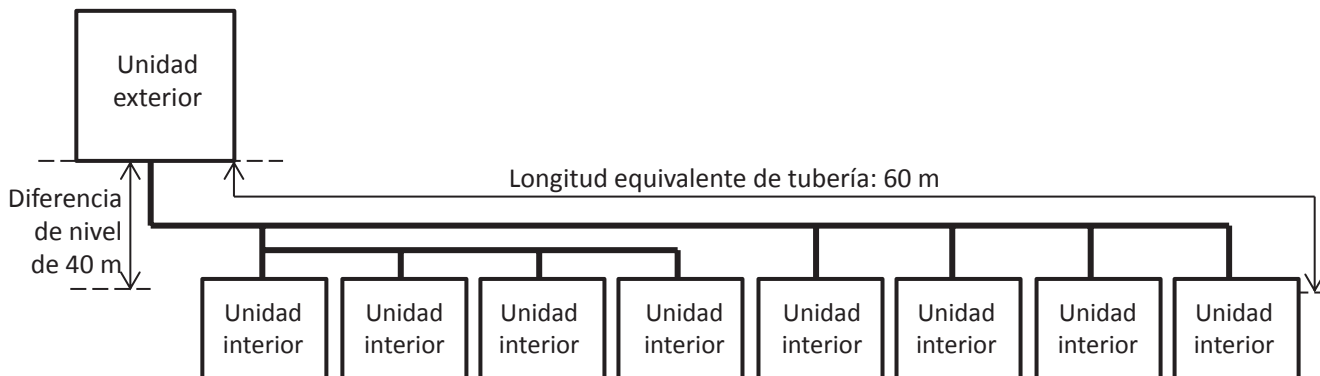 Unidad
exterior
Longitud equivalente de tubería: 60 m
Diferencia
de nivel
de 40 m
Unidad
interior
Unidad
interior
Unidad
interior
Unidad
interior
Unidad
interior
Unidad
interior
Unidad
interior
Unidad
interior